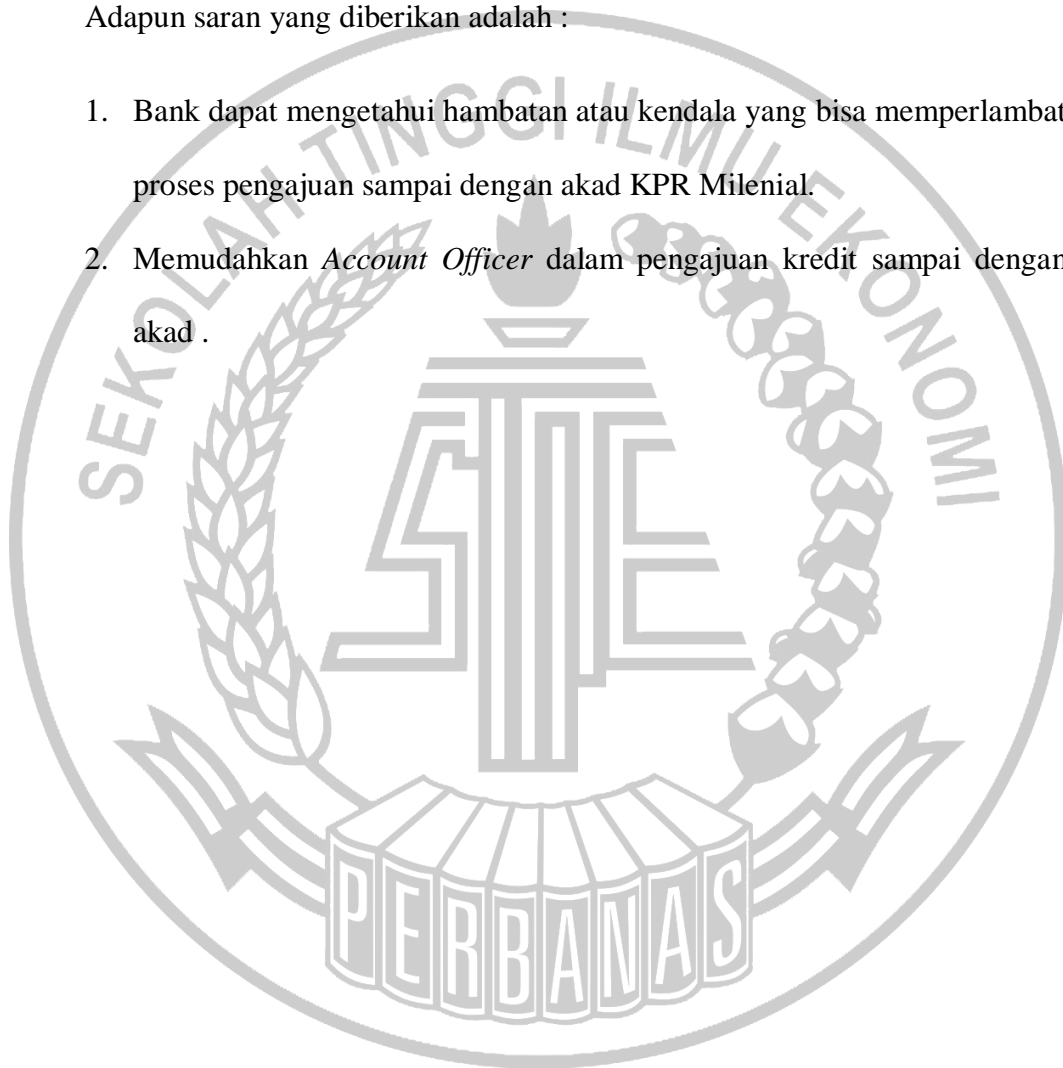 Adapun saran yang diberikan adalah :
1. Bank dapat mengetahui hambatan atau kendala yang bisa memperlambat
proses pengajuan sampai dengan akad KPR Milenial.
2. Memudahkan Account Officer dalam pengajuan kredit sampai dengan
akad .
SEKOLAH TINGGI ILMU EKONOMI
STIE
PERBANAS